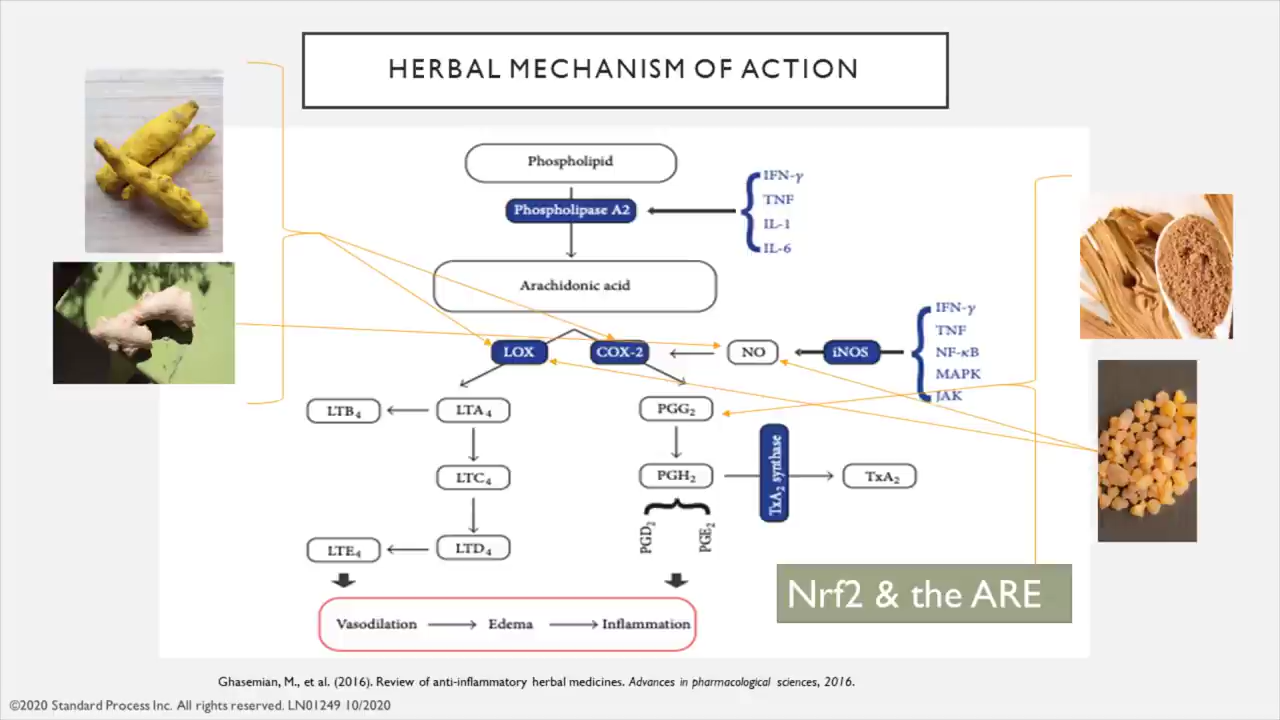 HERBAL MECHANISM OF ACTION
Phospholipid
Phospholipase A2
IFN-γ
TNF
IL-1
IL-6
Arachidonic acid
LOX
COX-2
NO
iNOS
IFN-γ
TNF
NF-κB
MAPK
JAK
LTB4
LTA4
PGG2
LTC4
PGH2
TxA2 synthase
TxA2
PGD2
PGE2
LTE4
LTD4
Nrf2 & the ARE
Vasodilation
Edema
Inflammation
Ghasemian, M., et al. (2016). Review of anti-inflammatory herbal medicines. Advances in pharmacological sciences, 2016.
©2020 Standard Process Inc. All rights reserved. LN01249 10/2020